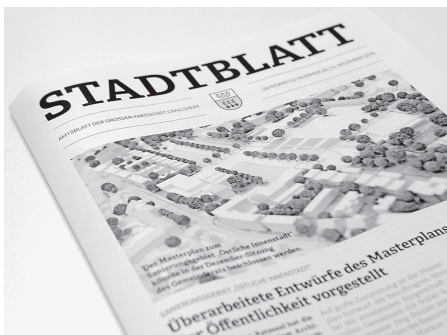 STADTBLATT
AMTSBLATT DER GROSSEN KREISSTADT CRAILSHEIM
Der Masterplan zum
Sanierungsgebiet „Östliche Innenstadt“
könnte in der Dezember-Sitzung
des Gemeinderats beschlossen werden.
SANIERUNGSGEBIET „ÖSTLICHE INNENSTADT“
Überarbeitete Entwürfe des Masterplans
der Öffentlichkeit vorgestellt